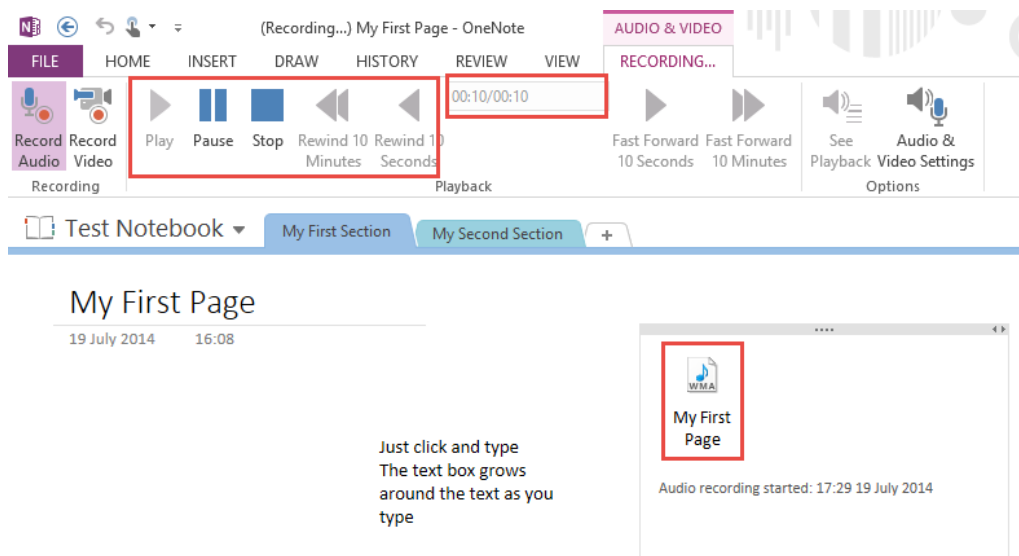 (Recording...) My First Page - OneNote
AUDIO & VIDEO
FILE HOME INSERT DRAW HISTORY REVIEW VIEW RECORDING...
Record Audio
Record Video
Play
Pause
Stop
Rewind 10 Minutes
Rewind 10 Seconds
00:10/00:10
Fast Forward 10 Seconds
Fast Forward 10 Minutes
See Playback
Audio & Video Settings
Recording Playback Options
Test Notebook My First Section My Second Section +
My First Page
19 July 2014 16:08
WMA
My First
Page
Audio recording started: 17:29 19 July 2014
Just click and type
The text box grows
around the text as you
type